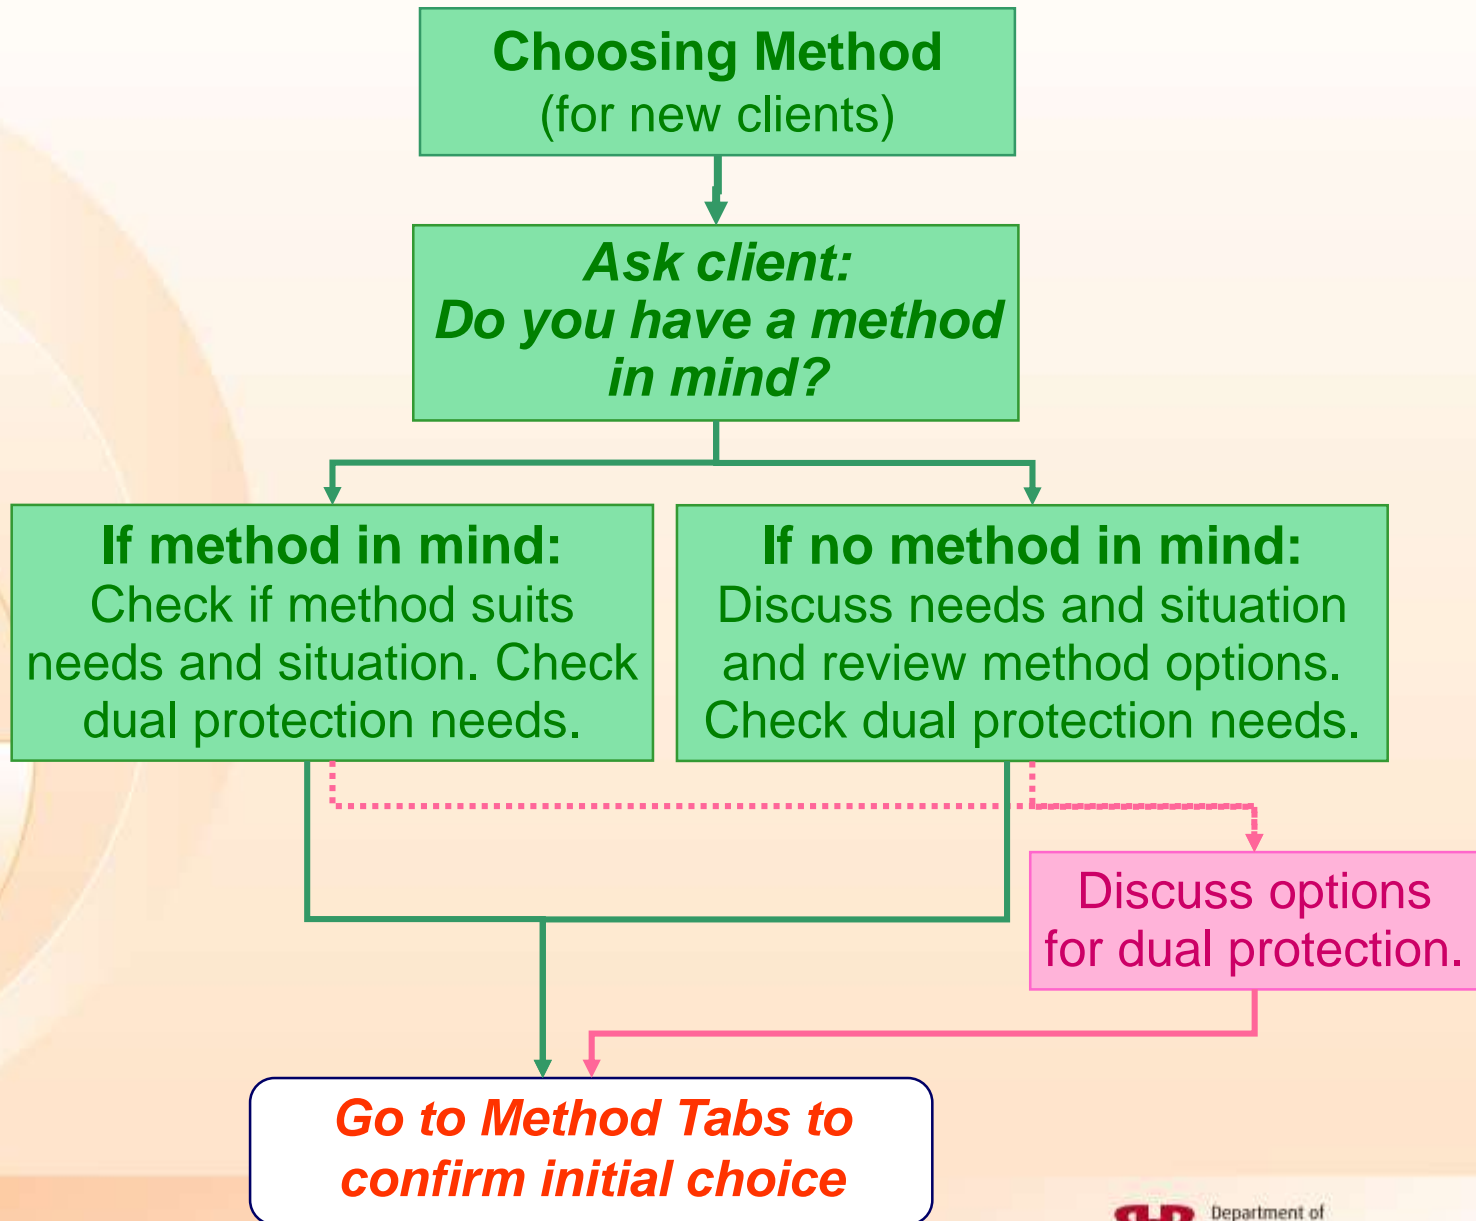 Choosing Method
(for new clients)
Ask client:
Do you have a method
in mind?
If method in mind:
Check if method suits
needs and situation. Check
dual protection needs.
If no method in mind:
Discuss needs and situation
and review method options.
Check dual protection needs.
Discuss options
for dual protection.
Go to Method Tabs to
confirm initial choice
Department of